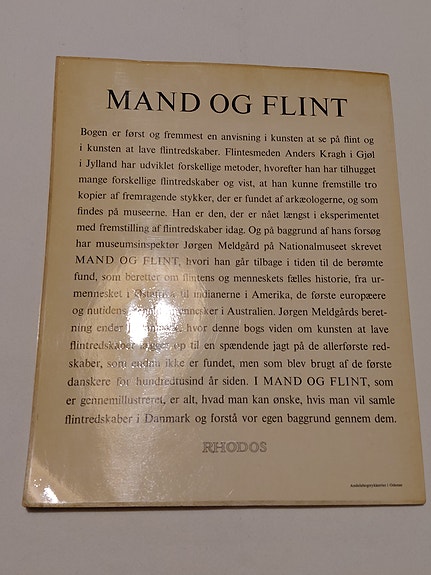 MAND OG FLINT
Bogen er først og fremmest en anvisning i kunsten at se på flint og
i kunsten at lave flintredskaber. Flintesmeden Anders Kragh i Gjøl
i Jylland har udviklet forskellige metoder, hvorefter han har tilhugget
mange forskellige flintredskaber og vist, at han kunne fremstille tro
kopier af fremragende stykker, der er fundet af arkæologerne, og som
findes på museerne. Han er den, der er nået længst i eksperimentet
med fremstilling af flintredskaber idag. Og på baggrund af hans forsøg
har museumsinspektør Jørgen Meldgård på Nationalmuseet skrevet
MAND OG FLINT, hvori han går tilbage i tiden til de berømte
fund, som beretter om flintens og menneskets fælles historie, fra ur-
mennesket i til indianerne i Amerika, de første europæere
og nutidens mennesker i Australien. Jørgen Meldgårds beret-
ning ender i hvor denne bogs viden om kunsten at lave
flintredskaber lægger op til en spændende jagt på de allerførste red-
skaber, som endnu ikke er fundet, men som blev brugt af de første
danskere for hundredtusind år siden. I MAND OG FLINT, som
er gennemillustreret, er alt, hvad man kan ønske, hvis man vil samle
flintredskaber i Danmark og forstå vor egen baggrund gennem dem.
RHODOS